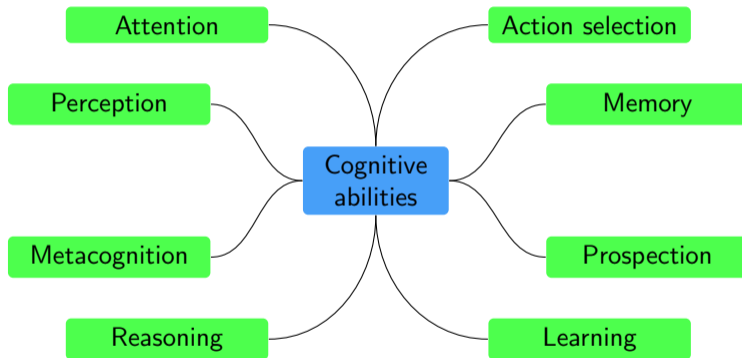 Attention
Action selection
Perception
Memory
Cognitive
abilities
Metacognition
Prospection
Reasoning
Learning